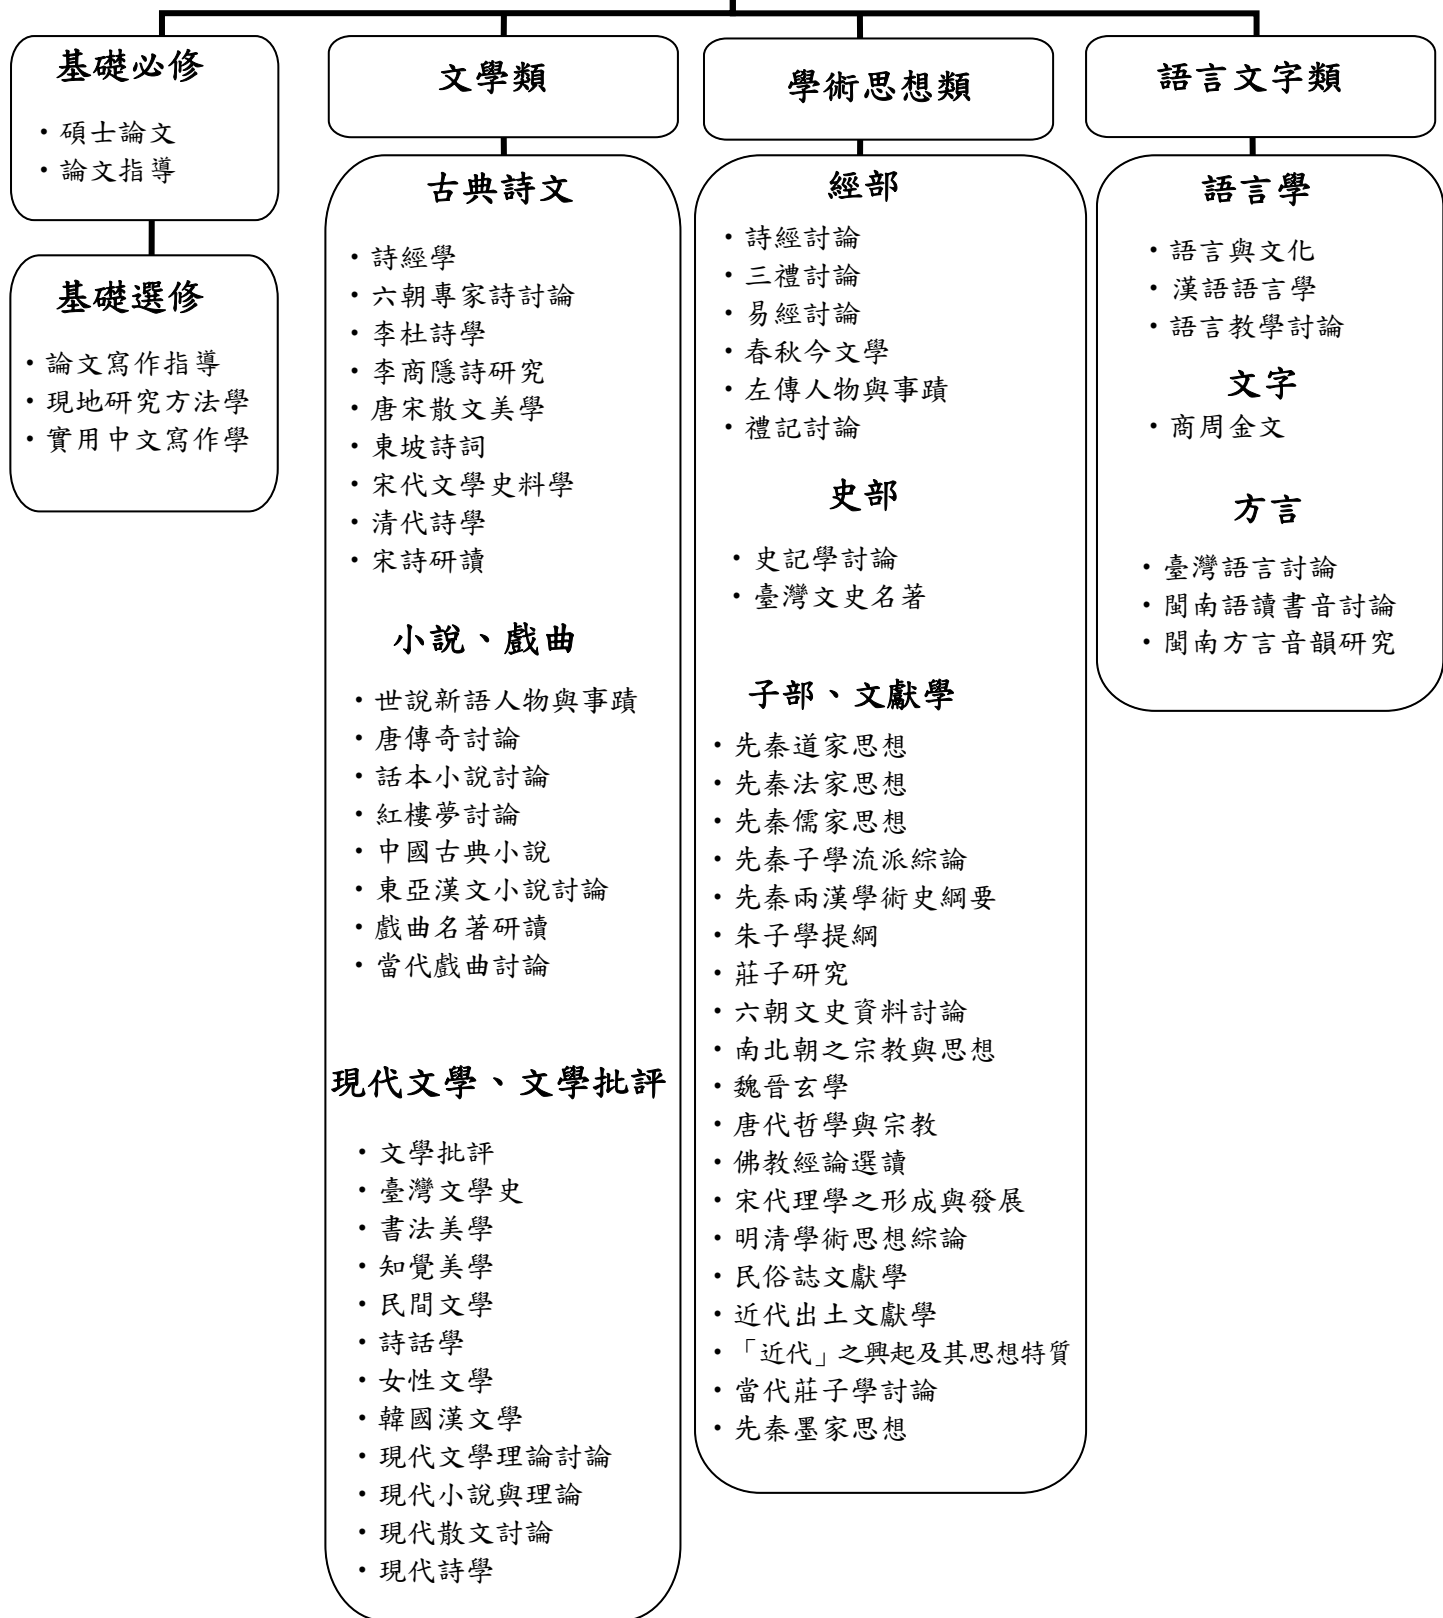 基礎必修
・碩士論文
・論文指導
基礎選修
・論文寫作指導
・現地研究方法學
・實用中文寫作學
文學類
古典詩文
・詩經學
・六朝專家詩討論
・李杜詩學
・李商隱詩研究
・唐宋散文美學
・東坡詩詞
・宋代文學史料學
・清代詩學
・宋詩研讀
小說、戲曲
・世說新語人物與事蹟
・唐傳奇討論
・話本小說討論
・紅樓夢討論
・中國古典小說
・東亞漢文小說討論
・戲曲名著研讀
・當代戲曲討論
現代文學、文學批評
・文學批評
・臺灣文學史
・書法美學
・知覺美學
・民間文學
・詩話學
・女性文學
・韓國漢文學
・現代文學理論討論
・現代小說與理論
・現代散文討論
・現代詩學
學術思想類
經部
・詩經討論
・三禮討論
・易經討論
・春秋今文學
・左傳人物與事蹟
・禮記討論
史部
・史記學討論
・臺灣文史名著
子部、文獻學
・先秦道家思想
・先秦法家思想
・先秦儒家思想
・先秦子學流派綜論
・先秦兩漢學術史綱要
・朱子學提綱
・莊子研究
・六朝文史資料討論
・南北朝之宗教與思想
・魏晉玄學
・唐代哲學與宗教
・佛教經論選讀
・宋代理學之形成與發展
・明清學術思想綜論
・民俗誌文獻學
・近代出土文獻學
・「近代」之興起及其思想特質
・當代莊子學討論
・先秦墨家思想
語言文字類
語言學
・語言與文化
・漢語語言學
・語言教學討論
文字
・商周金文
方言
・臺灣語言討論
・閩南語讀書音討論
・閩南方言音韻研究